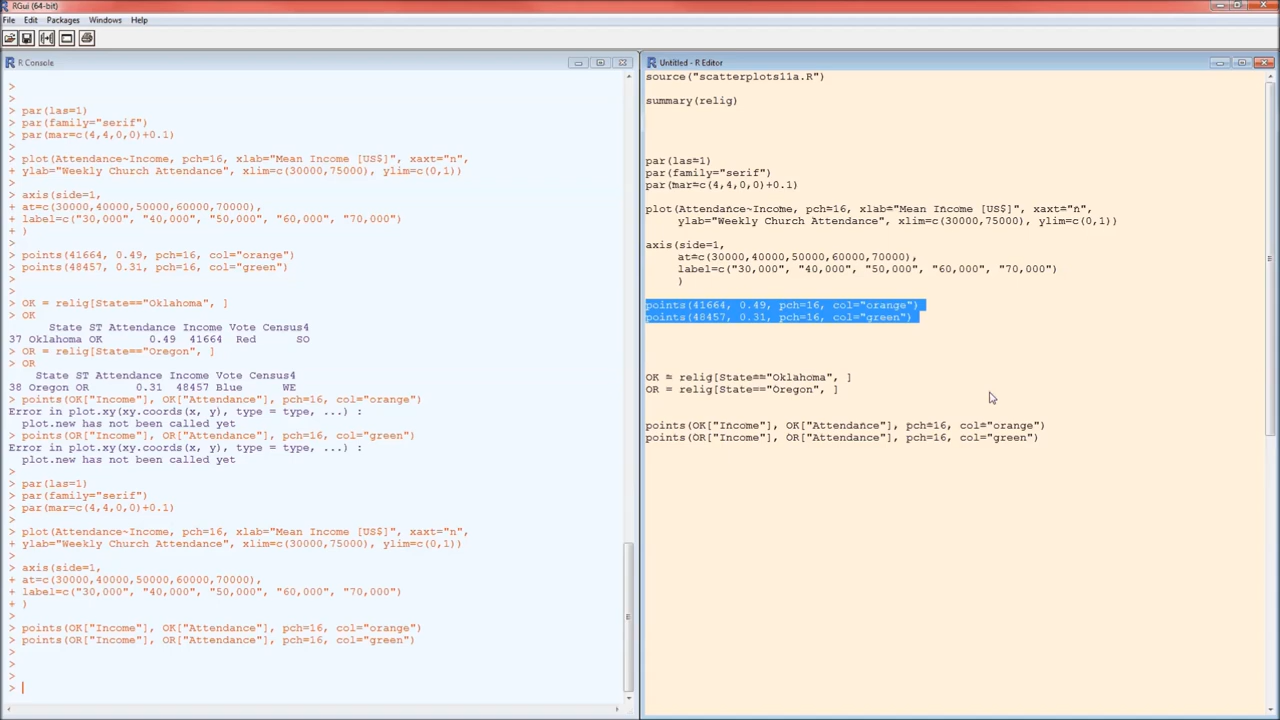 RGui (64-bit)
File Edit Packages Windows Help
R Console
>
>
> par(las=1)
> par(family="serif")
> par(mar=c(4,4,0,0)+0.1)
>
> plot(Attendance~Income, pch=16, xlab="Mean Income [US$]", xaxt="n",
+ ylab="Weekly Church Attendance", xlim=c(30000,75000), ylim=c(0,1))
>
> axis(side=1,
+ at=c(30000,40000,50000,60000,70000),
+ label=c("30,000", "40,000", "50,000", "60,000", "70,000")
+ )
>
> points(41664, 0.49, pch=16, col="orange")
> points(48457, 0.31, pch=16, col="green")
>
>
> OK = relig[State=="Oklahoma", ]
> OK
State ST Attendance Income Vote Census4
37 Oklahoma OK 0.49 41664 Red SO
> OR = relig[State=="Oregon", ]
> OR
State ST Attendance Income Vote Census4
38 Oregon OR 0.31 48457 Blue WE
> points(OK["Income"], OK["Attendance"], pch=16, col="orange")
Error in plot.xy(xy.coords(x, y), type = type, ...) :
plot.new has not been called yet
> points(OR["Income"], OR["Attendance"], pch=16, col="green")
Error in plot.xy(xy.coords(x, y), type = type, ...) :
plot.new has not been called yet
>
> par(las=1)
> par(family="serif")
> par(mar=c(4,4,0,0)+0.1)
>
> plot(Attendance~Income, pch=16, xlab="Mean Income [US$]", xaxt="n",
+ ylab="Weekly Church Attendance", xlim=c(30000,75000), ylim=c(0,1))
>
> axis(side=1,
+ at=c(30000,40000,50000,60000,70000),
+ label=c("30,000", "40,000", "50,000", "60,000", "70,000")
+ )
>
> points(OK["Income"], OK["Attendance"], pch=16, col="orange")
> points(OR["Income"], OR["Attendance"], pch=16, col="green")
>
>
>
>
Untitled - R Editor
source("scatterplots11a.R")
summary(relig)
par(las=1)
par(family="serif")
par(mar=c(4,4,0,0)+0.1)
plot(Attendance~Income, pch=16, xlab="Mean Income [US$]", xaxt="n",
ylab="Weekly Church Attendance", xlim=c(30000,75000), ylim=c(0,1))
axis(side=1,
at=c(30000,40000,50000,60000,70000),
label=c("30,000", "40,000", "50,000", "60,000", "70,000")
)
points(41664, 0.49, pch=16, col="orange")
points(48457, 0.31, pch=16, col="green")
OK = relig[State=="Oklahoma", ]
OR = relig[State=="Oregon", ]
points(OK["Income"], OK["Attendance"], pch=16, col="orange")
points(OR["Income"], OR["Attendance"], pch=16, col="green")